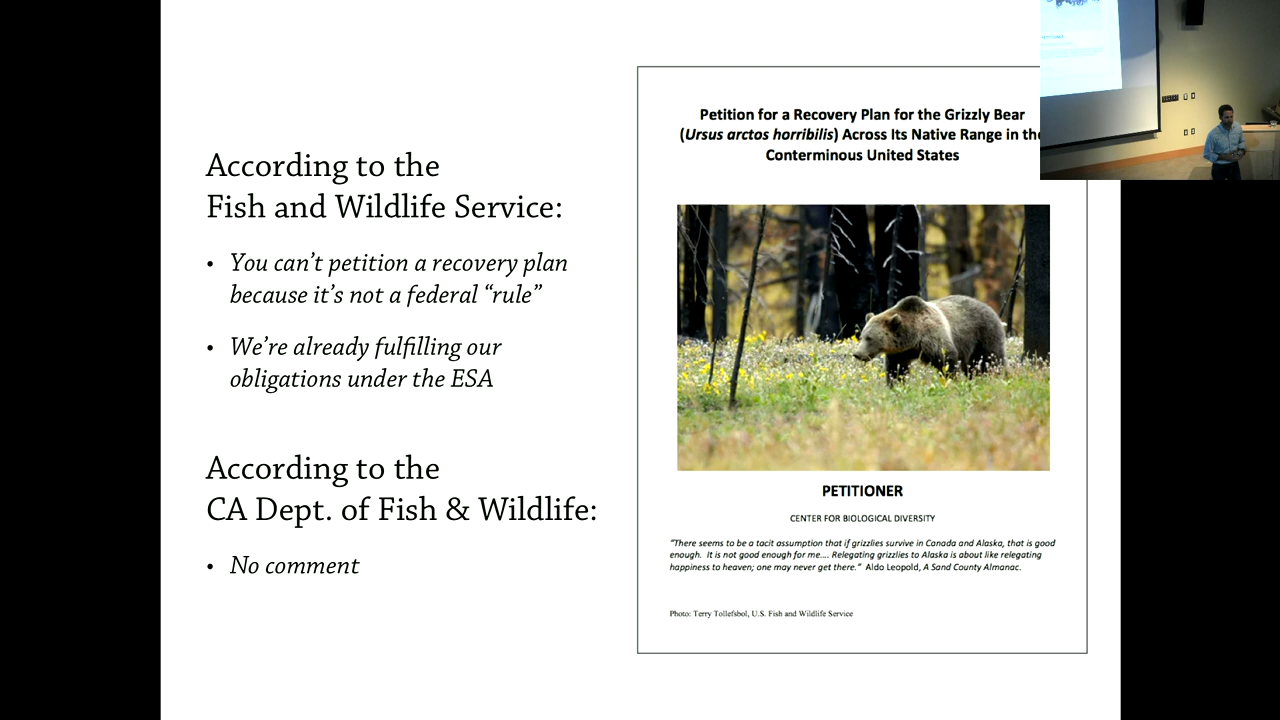 According to the
Fish and Wildlife Service:
• You can’t petition a recovery plan
because it’s not a federal “rule”
• We’re already fulfilling our
obligations under the ESA
According to the
CA Dept. of Fish & Wildlife:
• No comment
Petition for a Recovery Plan for the Grizzly Bear
(Ursus arctos horribilis) Across Its Native Range in the
Conterminous United States
PETITIONER
CENTER FOR BIOLOGICAL DIVERSITY
“There seems to be a tacit assumption that if grizzlies survive in Canada and Alaska, that is good
enough. It is not good enough for me.... Relegating grizzlies to Alaska is about like relegating
happiness to heaven; one may never get there.” Aldo Leopold, A Sand County Almanac.
Photo: Terry Tollefsbol, U.S. Fish and Wildlife Service